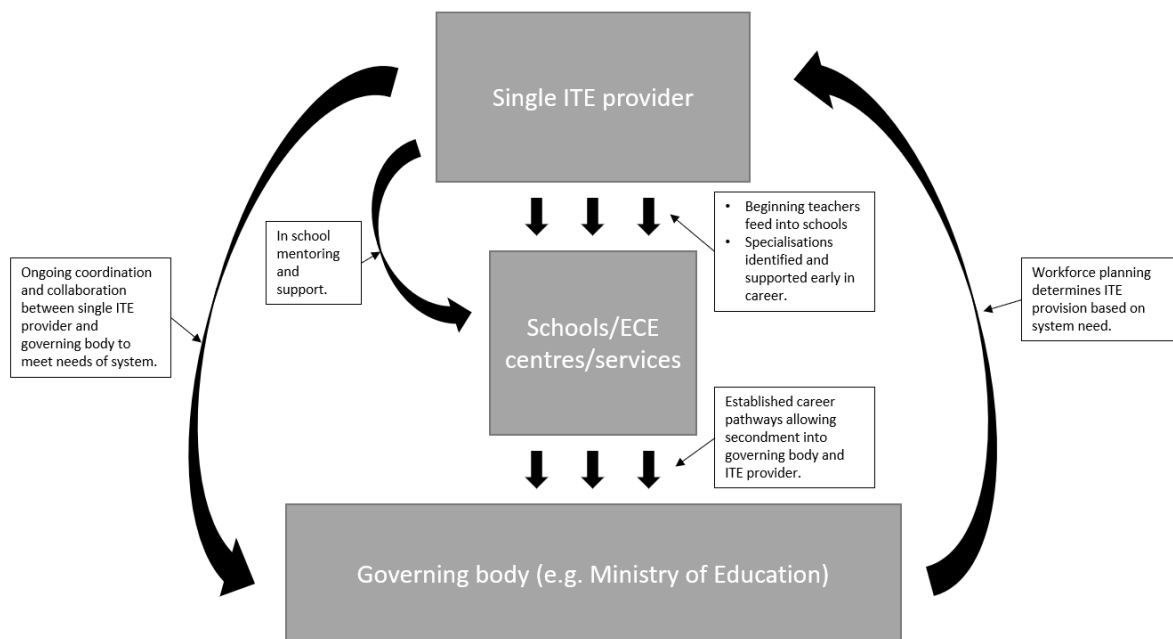 Single ITE provider
• Beginning teachers
feed into schools
• Specialisations
identified and
supported early in
career.
In school
mentoring
and
support.
Ongoing coordination
and collaboration
between single ITE
provider and
governing body to
meet needs of system.
Workforce planning
determines ITE
provision based on
system need.
Schools/ECE
centres/services
Established career
pathways allowing
secondment into
governing body and
ITE provider.
Governing body (e.g. Ministry of Education)